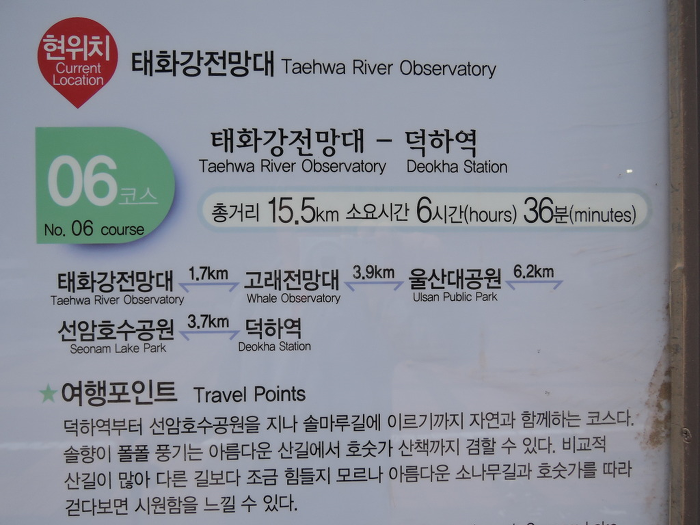 현위치
Current
Location
태화강전망대 Taehwa River Observatory
태화강전망대 - 덕하역
Taehwa River Observatory Deokha Station
06코스
No. 06 course
총거리 15.5km 소요시간 6시간(hours) 36분(minutes)
태화강전망대 1.7km 고래전망대 3.9km 울산대공원 6.2km
Taehwa River Observatory Whale Observatory Ulsan Public Park
선암호수공원 3.7km 덕하역
Seonam Lake Park Deokha Station
★여행포인트 Travel Points
덕하역부터 선암호수공원을 지나 솔마루길에 이르기까지 자연과 함께하는 코스다.
솔향이 폴폴 풍기는 아름다운 산길에서 호숫가 산책까지 겸할 수 있다. 비교적
산길이 많아 다른 길보다 조금 힘들지 모르나 아름다운 소나무길과 호숫가를 따라
걷다보면 시원함을 느낄 수 있다.